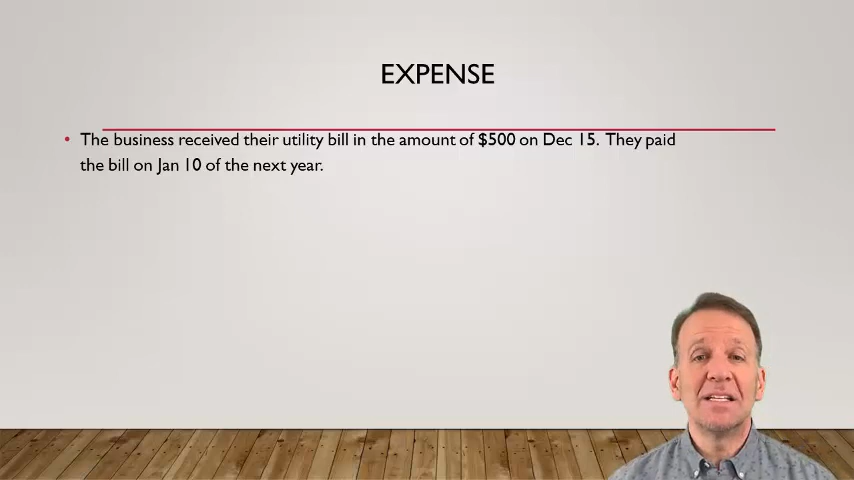 EXPENSE
• The business received their utility bill in the amount of $500 on Dec 15. They paid
the bill on Jan 10 of the next year.